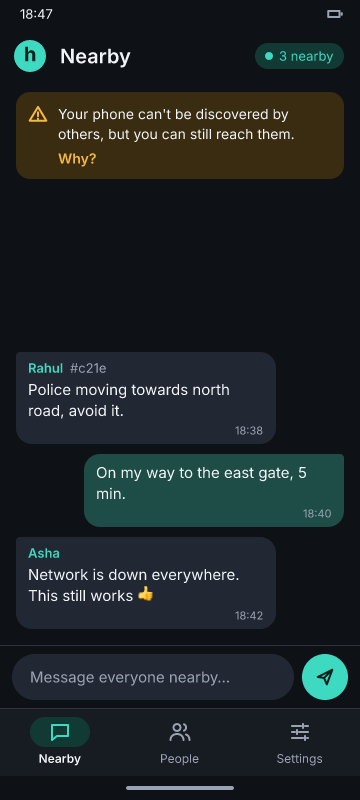 18:47
h
Nearby
3 nearby
Your phone can't be discovered by
others, but you can still reach them.
Why?
Rahul #c21e
Police moving towards north
road, avoid it.
18:38
On my way to the east gate, 5
min.
18:40
Asha
Network is down everywhere.
This still works 👍
18:42
Message everyone nearby...
Nearby
People
Settings